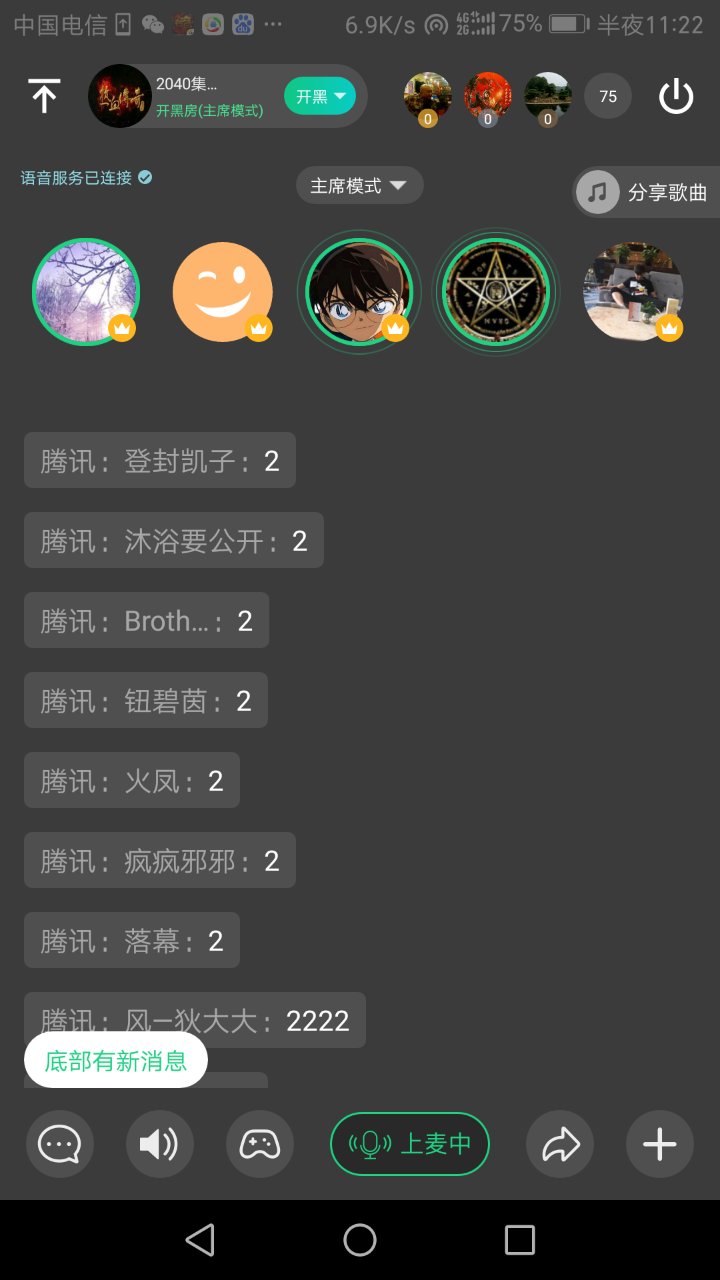 中国电信 ... 6.9K/s 4G 2G 75% 半夜11:22
2040集...
开黑房(主席模式)
开黑
0
0
0
75
语音服务已连接
主席模式
分享歌曲
腾讯：登封凯子：2
腾讯：沐浴要公开：2
腾讯：Broth...：2
腾讯：钮碧茵：2
腾讯：火凤：2
腾讯：疯疯邪邪：2
腾讯：落幕：2
腾讯：风—狄大大：2222
底部有新消息
上麦中